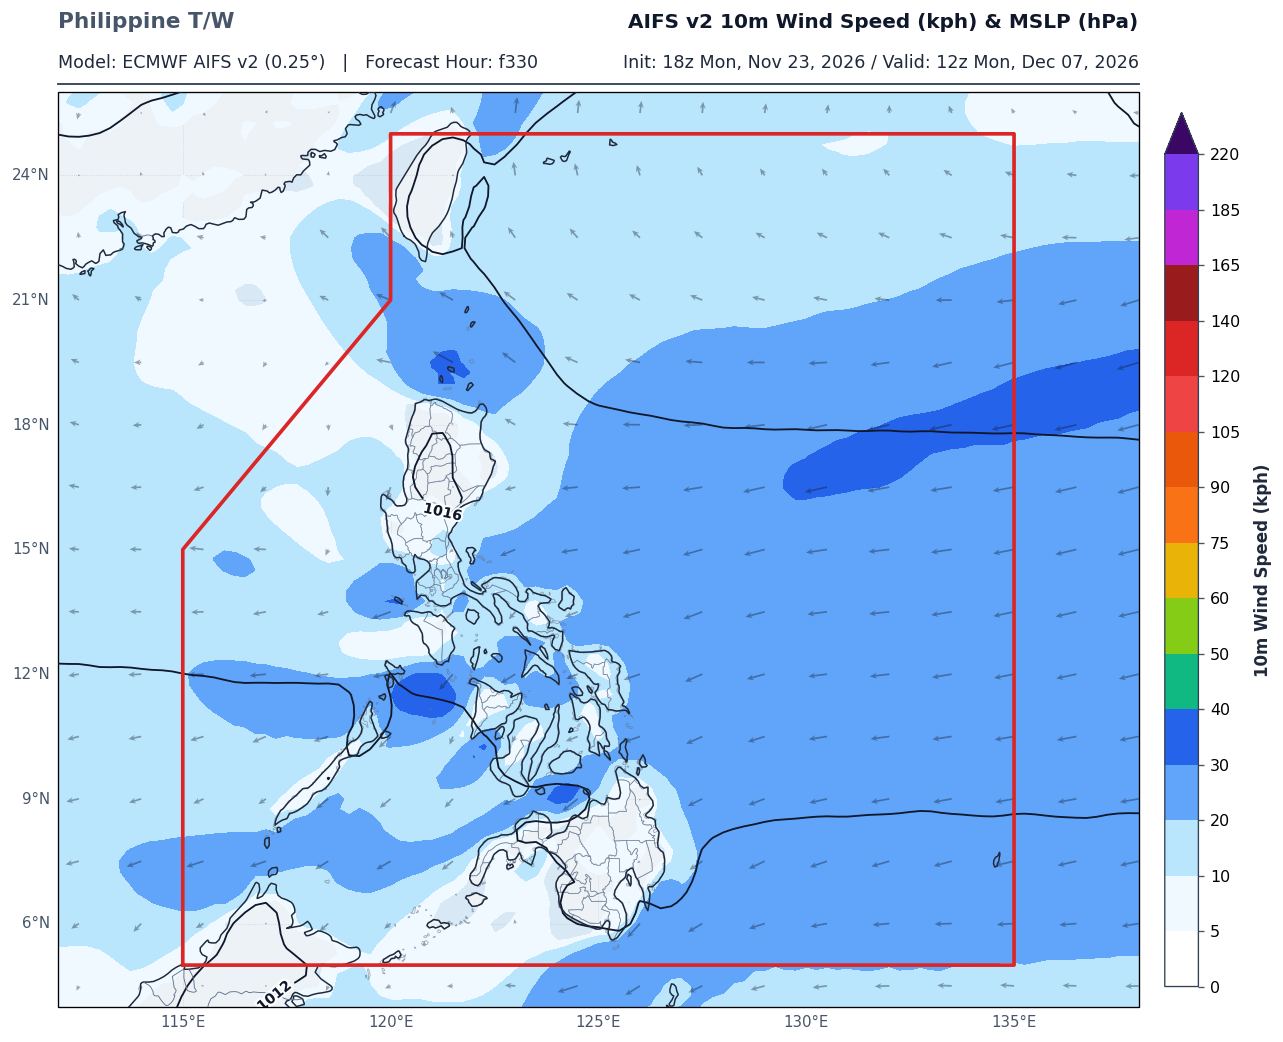 Philippine T/W
AIFS v2 10m Wind Speed (kph) & MSLP (hPa)
Model: ECMWF AIFS v2 (0.25°) | Forecast Hour: f330
Init: 18z Mon, Nov 23, 2026 / Valid: 12z Mon, Dec 07, 2026
24°N
21°N
18°N
15°N
12°N
9°N
6°N
1016
1012
115°E
120°E
125°E
130°E
135°E
220
185
165
140
120
105
90
75
60
50
40
30
20
10
5
0
10m Wind Speed (kph)